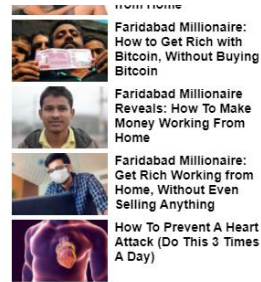 from Home
Faridabad Millionaire:
How to Get Rich with
Bitcoin, Without Buying
Bitcoin
Faridabad Millionaire
Reveals: How To Make
Money Working From
Home
Faridabad Millionaire:
Get Rich Working from
Home, Without Even
Selling Anything
How To Prevent A Heart
Attack (Do This 3 Times
A Day)